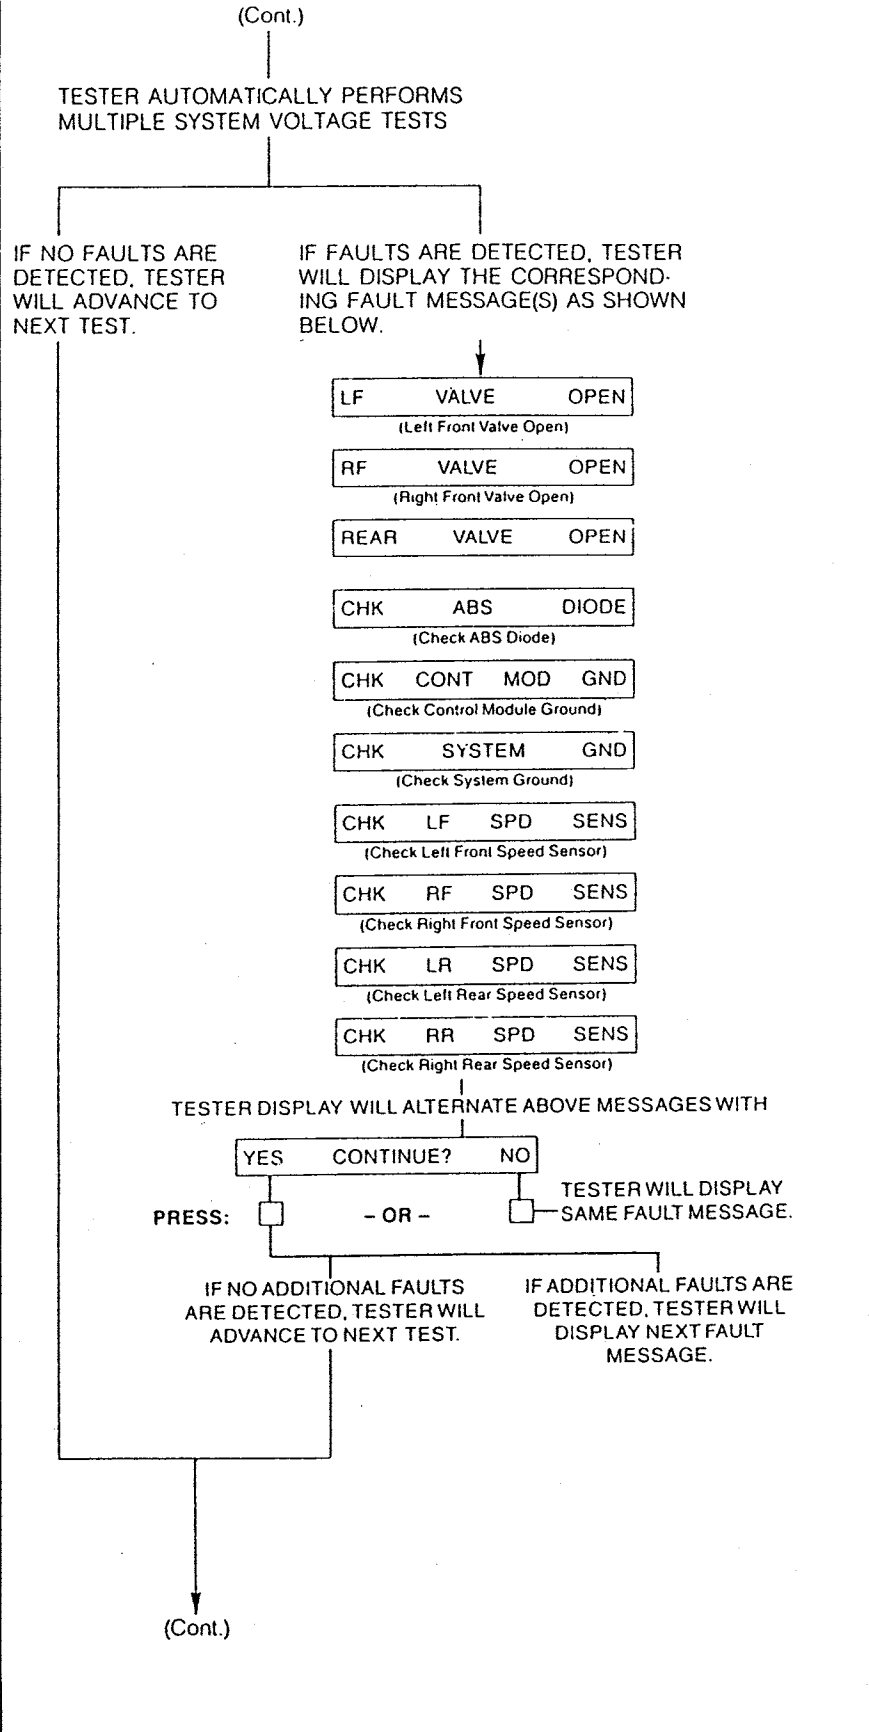 (Cont.)
TESTER AUTOMATICALLY PERFORMS
MULTIPLE SYSTEM VOLTAGE TESTS
IF NO FAULTS ARE
DETECTED, TESTER
WILL ADVANCE TO
NEXT TEST.
IF FAULTS ARE DETECTED, TESTER
WILL DISPLAY THE CORRESPOND-
ING FAULT MESSAGE(S) AS SHOWN
BELOW.
LF VALVE OPEN
(Left Front Valve Open)
RF VALVE OPEN
(Right Front Valve Open)
REAR VALVE OPEN
CHK ABS DIODE
(Check ABS Diode)
CHK CONT MOD GND
(Check Control Module Ground)
CHK SYSTEM GND
(Check System Ground)
CHK LF SPD SENS
(Check Left Front Speed Sensor)
CHK RF SPD SENS
(Check Right Front Speed Sensor)
CHK LR SPD SENS
(Check Left Rear Speed Sensor)
CHK RR SPD SENS
(Check Right Rear Speed Sensor)
TESTER DISPLAY WILL ALTERNATE ABOVE MESSAGES WITH
YES CONTINUE? NO
PRESS: – OR –
TESTER WILL DISPLAY
SAME FAULT MESSAGE.
IF NO ADDITIONAL FAULTS
ARE DETECTED, TESTER WILL
ADVANCE TO NEXT TEST.
IF ADDITIONAL FAULTS ARE
DETECTED, TESTER WILL
DISPLAY NEXT FAULT
MESSAGE.
(Cont.)